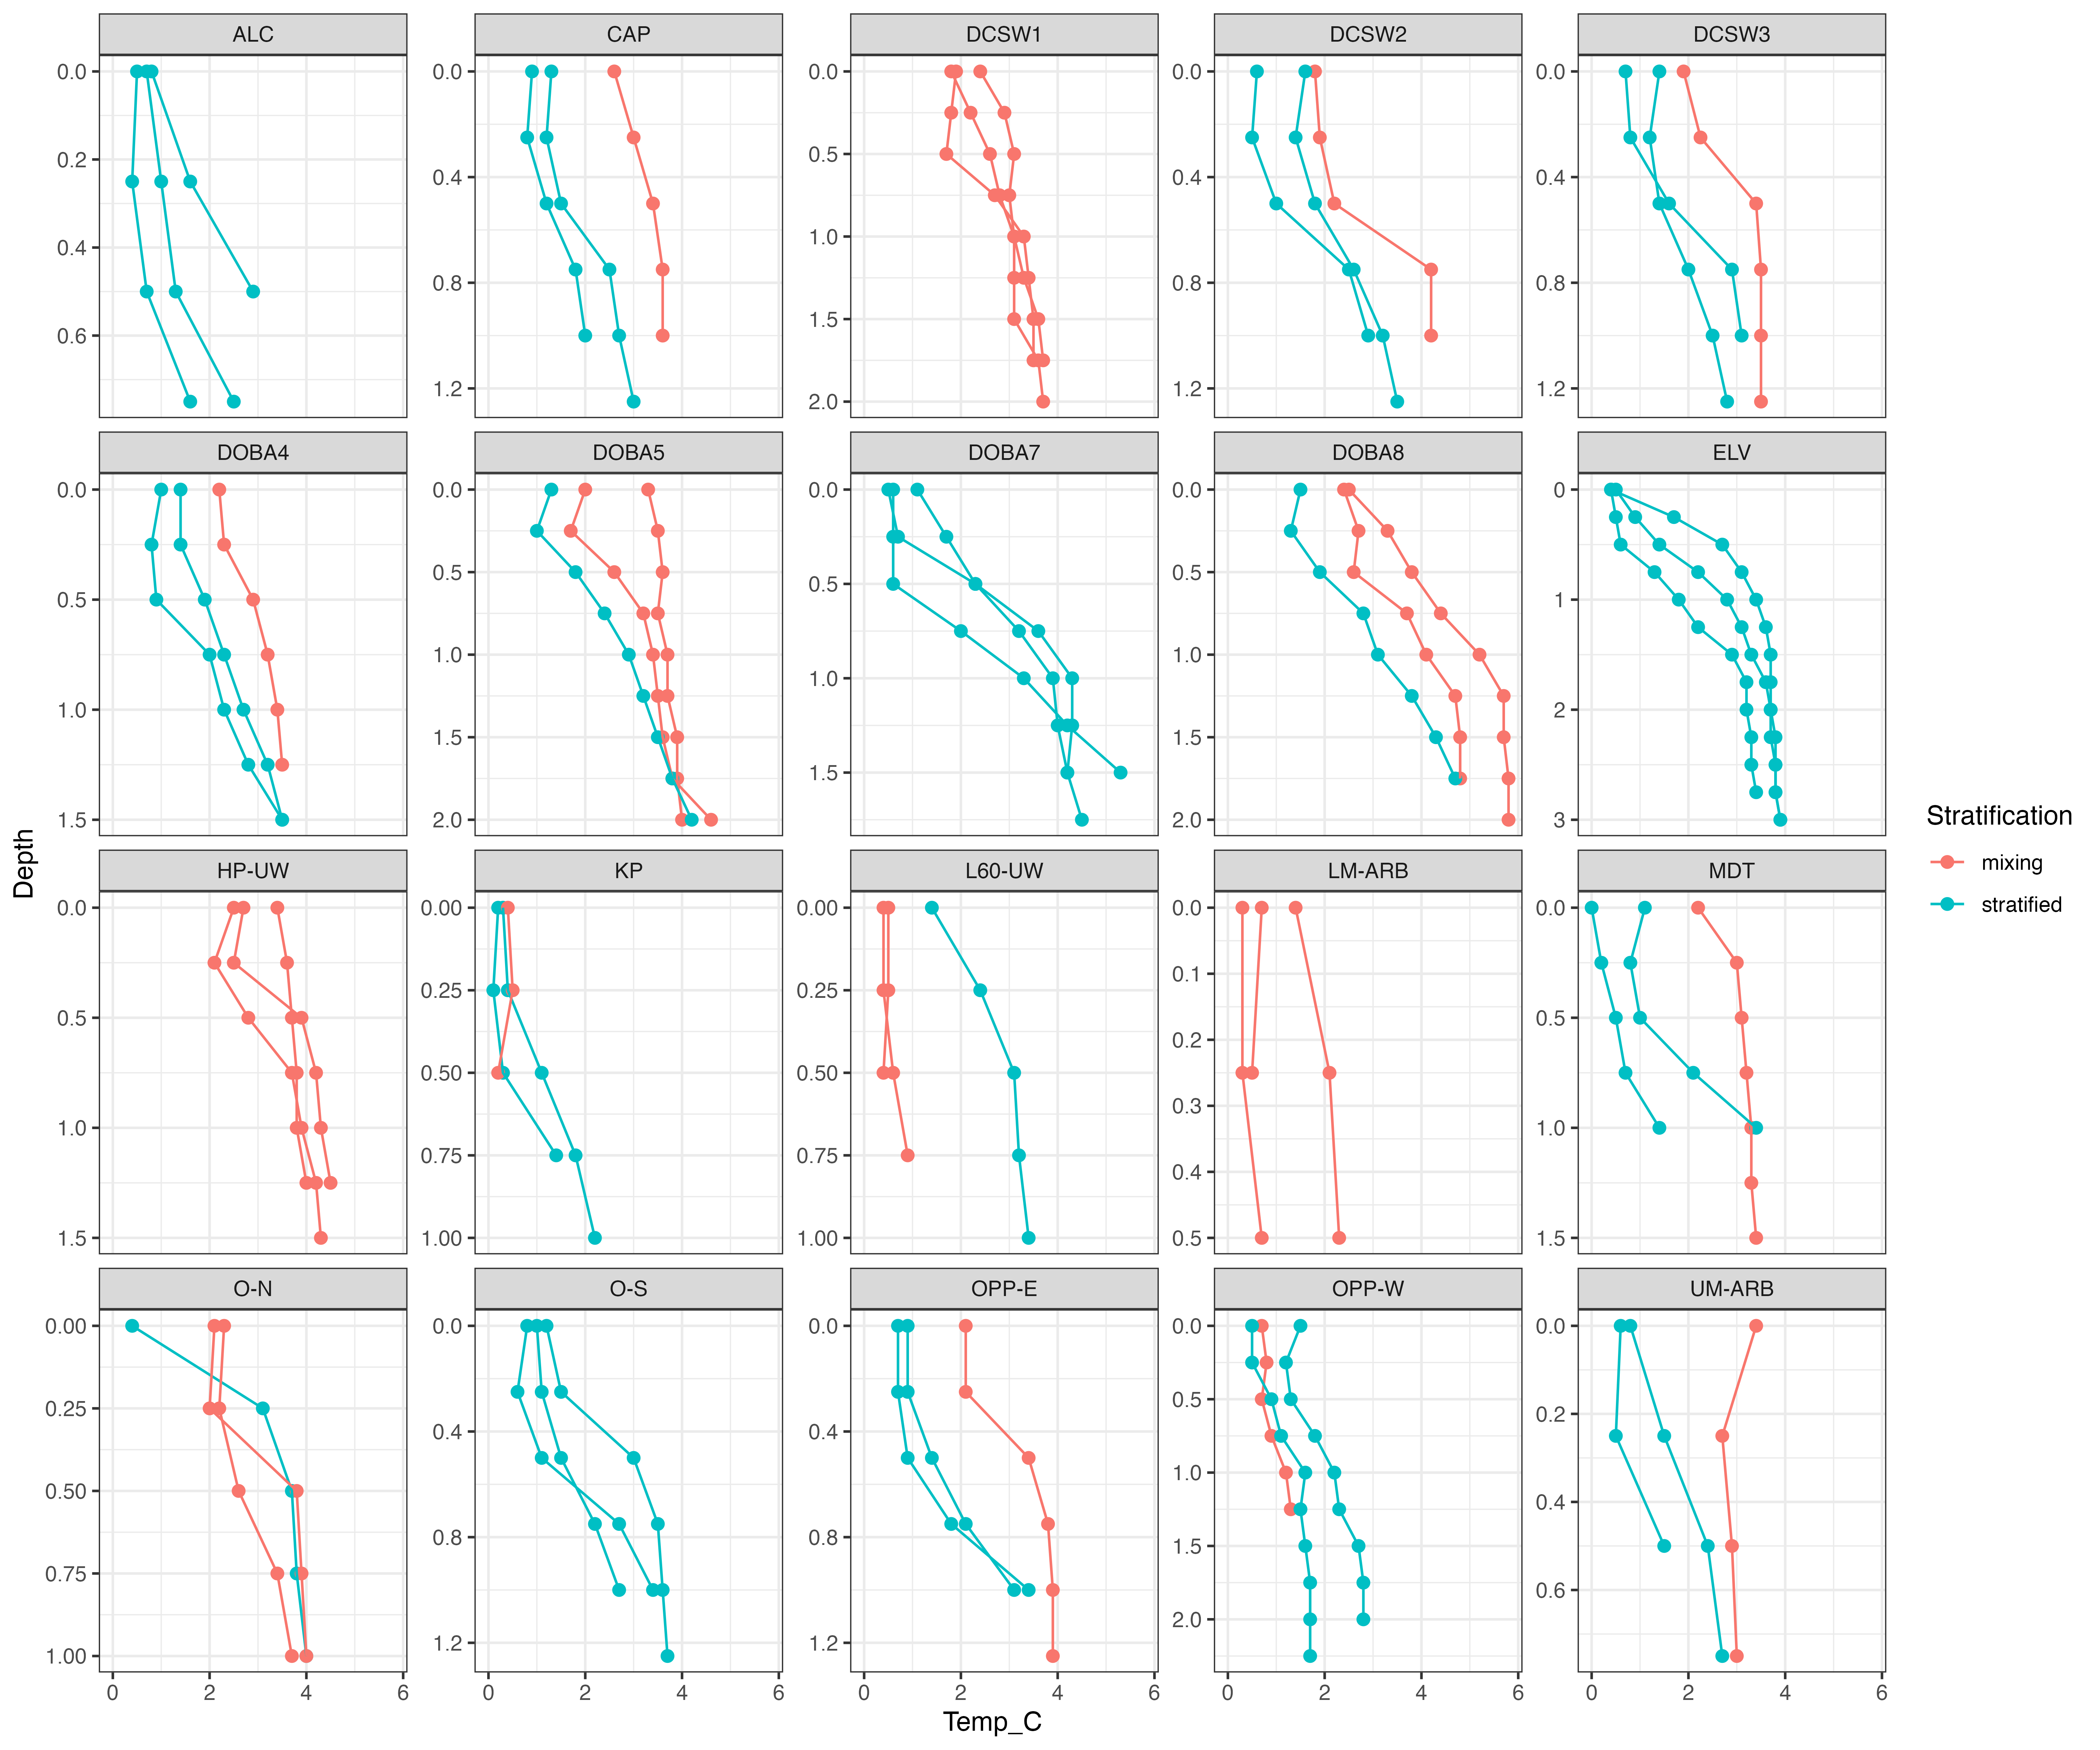 ALC CAP DCSW1 DCSW2 DCSW3
0.0 0.0 0.0 0.0 0.0
0.2 0.4 0.5 0.4 0.4
0.4 0.8 1.0 0.8 0.8
0.6 1.2 1.5 1.2 1.2
2.0
DOBA4 DOBA5 DOBA7 DOBA8 ELV
0.0 0.0 0.0 0.0 0
0.5 0.5 0.5 0.5 1
1.0 1.0 1.0 1.0 2
1.5 1.5 1.5 1.5 3
2.0 2.0
Depth
Stratification
mixing
stratified
HP-UW KP L60-UW LM-ARB MDT
0.0 0.00 0.00 0.0 0.0
0.5 0.25 0.25 0.1 0.5
1.0 0.50 0.50 0.2 1.0
1.5 0.75 0.75 0.3 1.5
1.00 1.00 0.4
0.5
O-N O-S OPP-E OPP-W UM-ARB
0.00 0.0 0.0 0.0 0.0
0.25 0.4 0.4 0.5 0.2
0.50 0.8 0.8 1.0 0.4
0.75 1.2 1.2 1.5 0.6
1.00 2.0
0 2 4 6 0 2 4 6 0 2 4 6 0 2 4 6 0 2 4 6
Temp_C